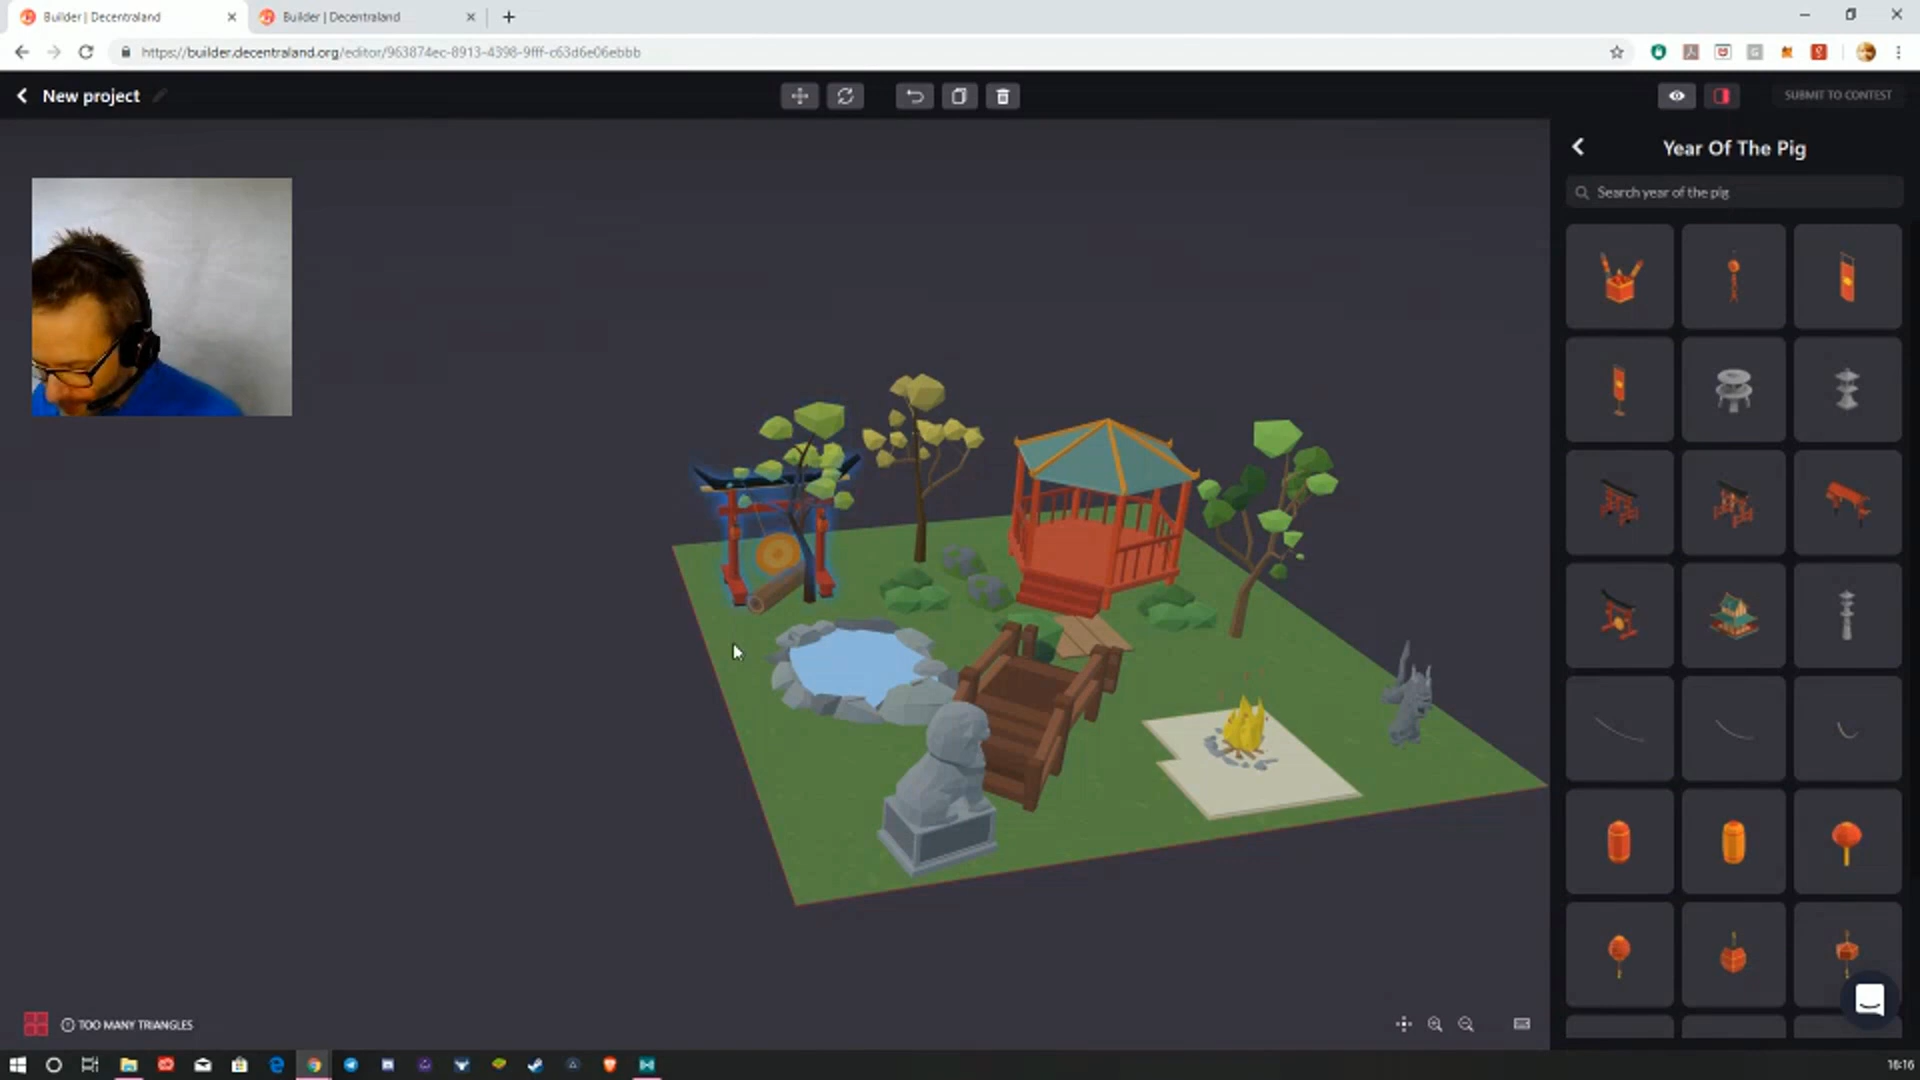 Builder | Decentraland
Builder | Decentraland
https://builder.decentraland.org/editor/963874ec-8913-4398-9fff-c63d6e06ebbb
New project
SUBMIT TO CONTEST
Year Of The Pig
Search year of the pig
TOO MANY TRIANGLES
16:16